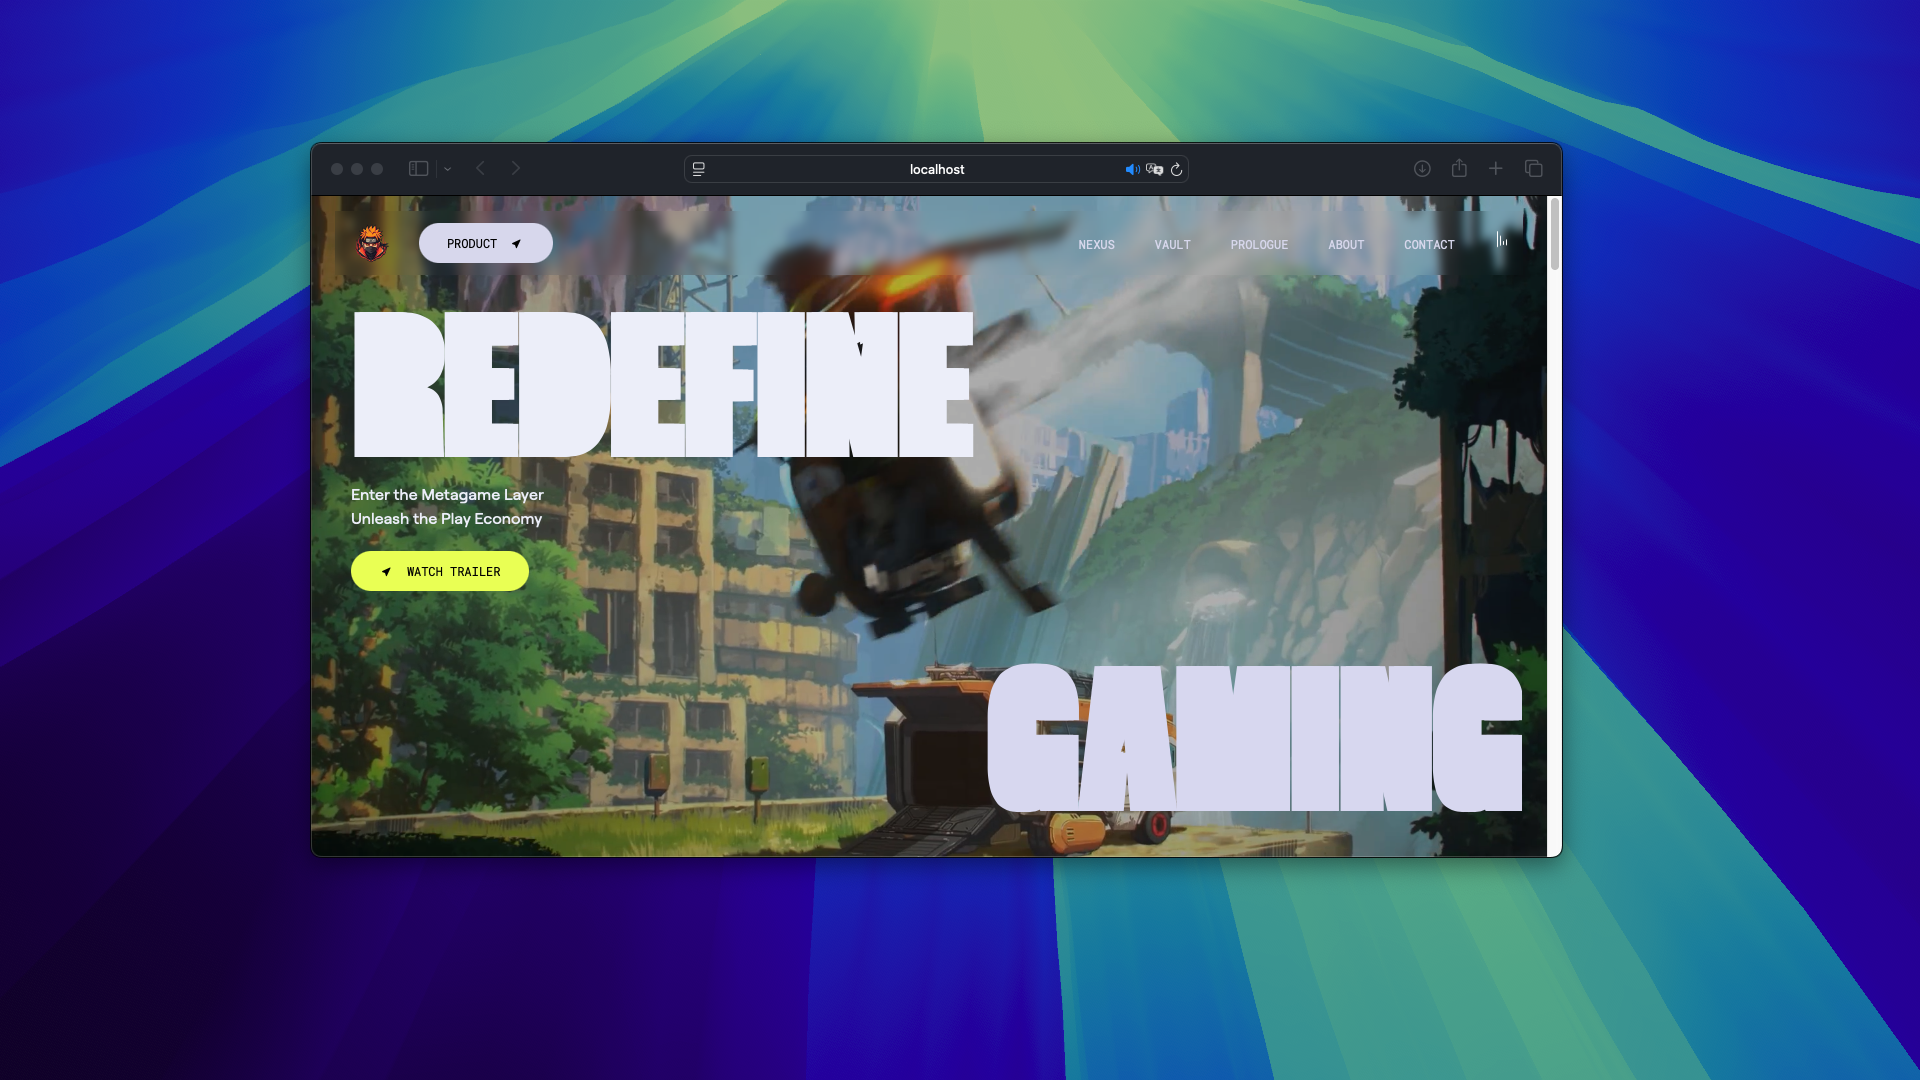 localhost
PRODUCT
NEXUS
VAULT
PROLOGUE
ABOUT
CONTACT
REDEFINE
Enter the Metagame Layer
Unleash the Play Economy
WATCH TRAILER
GAMING